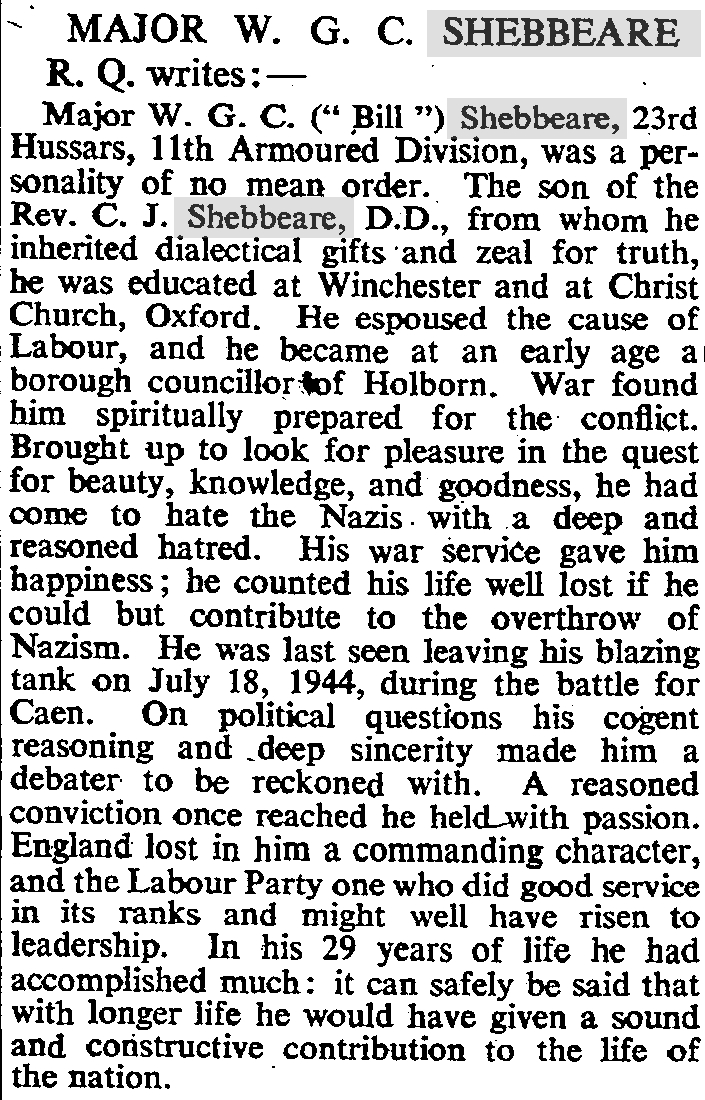 MAJOR W. G. C. SHEBBEARE
R. Q. writes:—
Major W. G. C. (“ Bill ”) Shebbeare, 23rd
Hussars, 11th Armoured Division, was a per-
sonality of no mean order. The son of the
Rev. C. J. Shebbeare, D.D., from whom he
inherited dialectical gifts and zeal for truth,
he was educated at Winchester and at Christ
Church, Oxford. He espoused the cause of
Labour, and he became at an early age a
borough councillor of Holborn. War found
him spiritually prepared for the conflict.
Brought up to look for pleasure in the quest
for beauty, knowledge, and goodness, he had
come to hate the Nazis with a deep and
reasoned hatred. His war service gave him
happiness; he counted his life well lost if he
could but contribute to the overthrow of
Nazism. He was last seen leaving his blazing
tank on July 18, 1944, during the battle for
Caen. On political questions his cogent
reasoning and deep sincerity made him a
debater to be reckoned with. A reasoned
conviction once reached he held with passion.
England lost in him a commanding character,
and the Labour Party one who did good service
in its ranks and might well have risen to
leadership. In his 29 years of life he had
accomplished much: it can safely be said that
with longer life he would have given a sound
and constructive contribution to the life of
the nation.